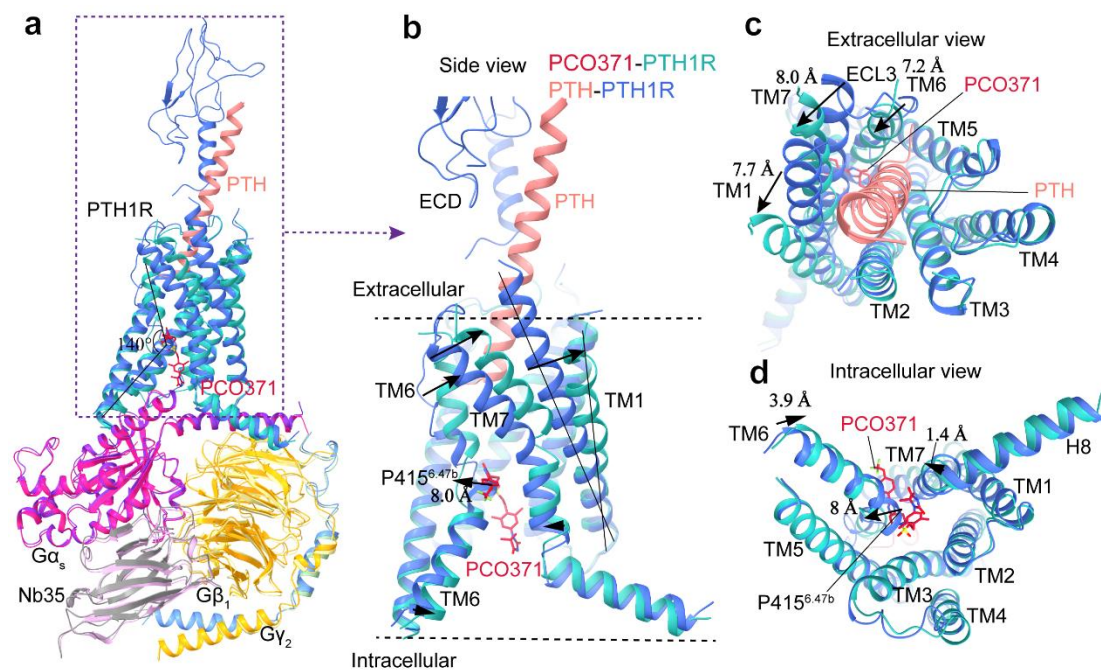 a
PTH
PTH1R
140°
PCO371
Gαs
Nb35
Gβ1
Gγ2
b
Side view
PCO371-PTH1R
PTH-PTH1R
ECD
PTH
Extracellular
TM6
TM7
TM1
P415^6.47b
8.0 Å
PCO371
TM6
Intracellular
c
Extracellular view
8.0 Å
ECL3
7.2 Å
TM7
TM6
PCO371
TM5
7.7 Å
TM1
PTH
TM4
TM2
TM3
d
Intracellular view
3.9 Å
PCO371
TM6
TM7
1.4 Å
H8
TM1
8 Å
TM5
TM2
P415^6.47b
TM3
TM4